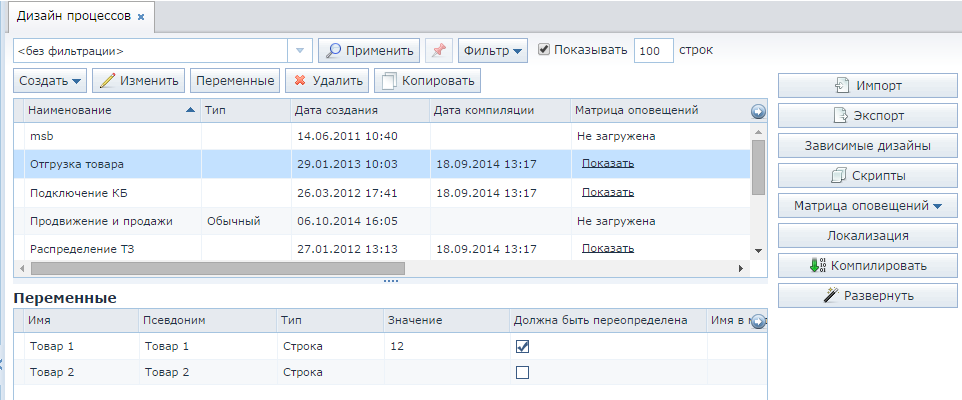 Дизайн процессов ×
<без фильтрации> Применить Фильтр Показывать 100 строк
Создать Изменить Переменные Удалить Копировать
Наименование Тип Дата создания Дата компиляции Матрица оповещений
msb 14.06.2011 10:40 Не загружена
Отгрузка товара 29.01.2013 10:03 18.09.2014 13:17 Показать
Подключение КБ 26.03.2012 17:41 18.09.2014 13:17 Показать
Продвижение и продажи Обычный 06.10.2014 16:05 Не загружена
Распределение ТЗ 27.01.2012 13:13 18.09.2014 13:17 Показать
Импорт
Экспорт
Зависимые дизайны
Скрипты
Матрица оповещений
Локализация
Компилировать
Развернуть
Переменные
Имя Псевдоним Тип Значение Должна быть переопределена Имя в
Товар 1 Товар 1 Строка 12
Товар 2 Товар 2 Строка